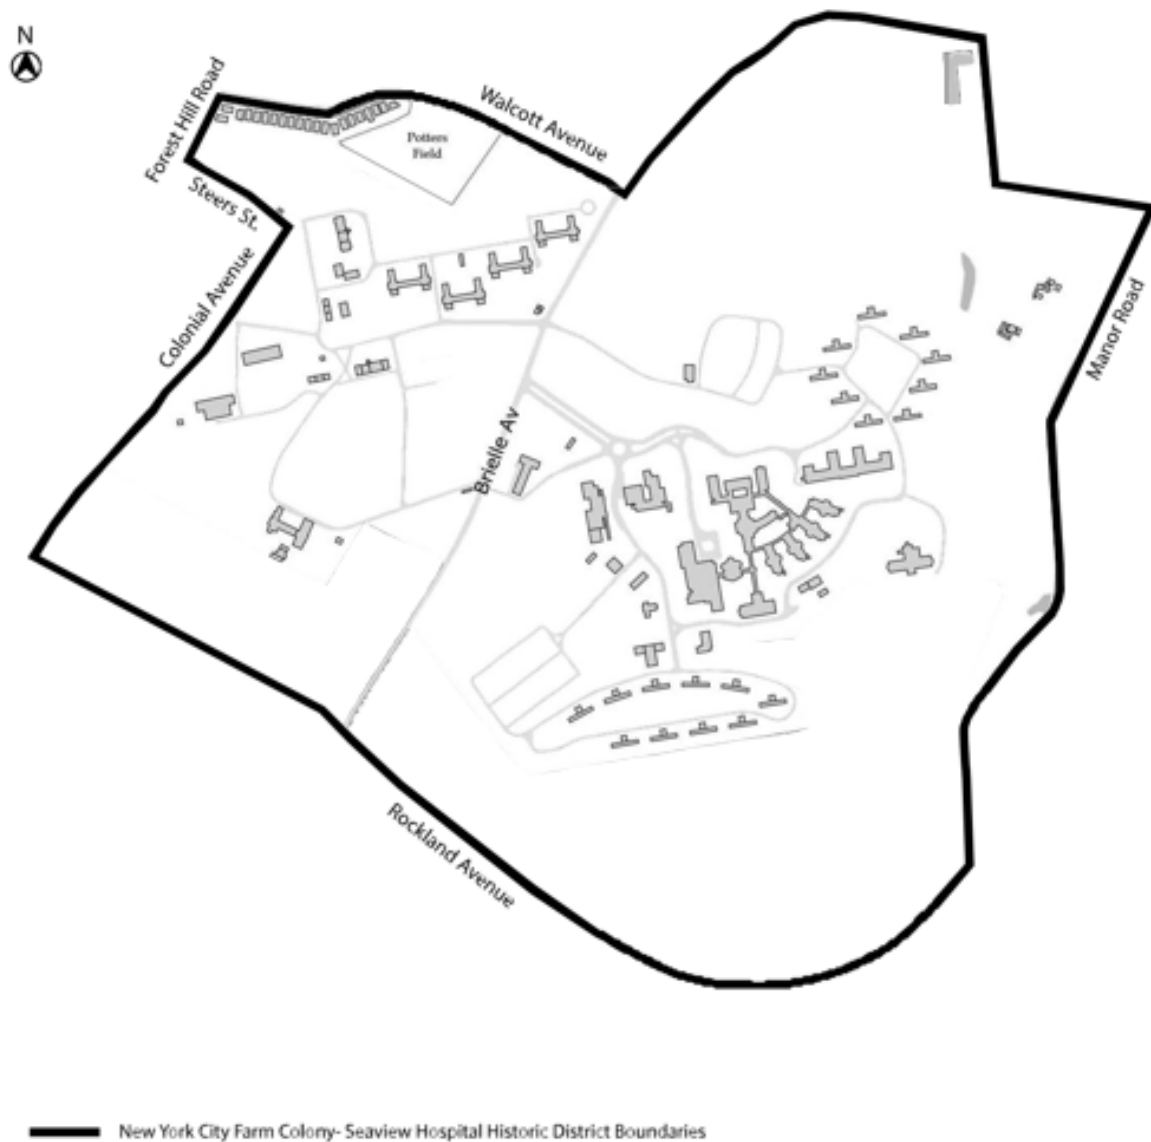 N
Forest Hill Road
Walcott Avenue
Potters
Field
Steers St.
Colonial Avenue
Manor Road
Brielle Av
Rockland Avenue
New York City Farm Colony- Seaview Hospital Historic District Boundaries